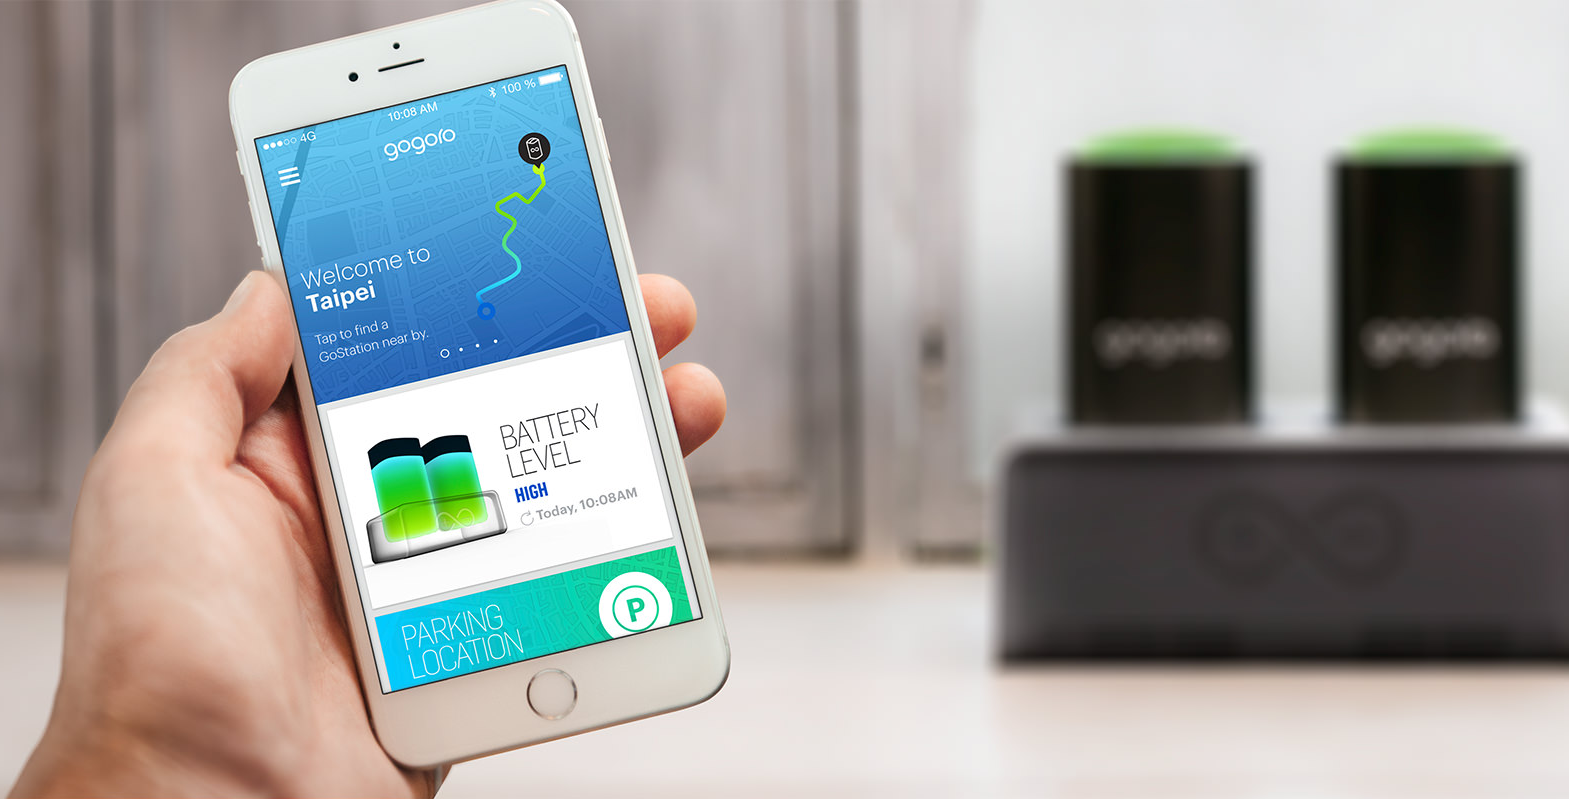 4G
10:08 AM
100 %
gogoro
Welcome to
Taipei
Tap to find a
GoStation near by.
BATTERY
LEVEL
HIGH
Today, 10:08AM
PARKING
LOCATION
P
gogoro
gogoro